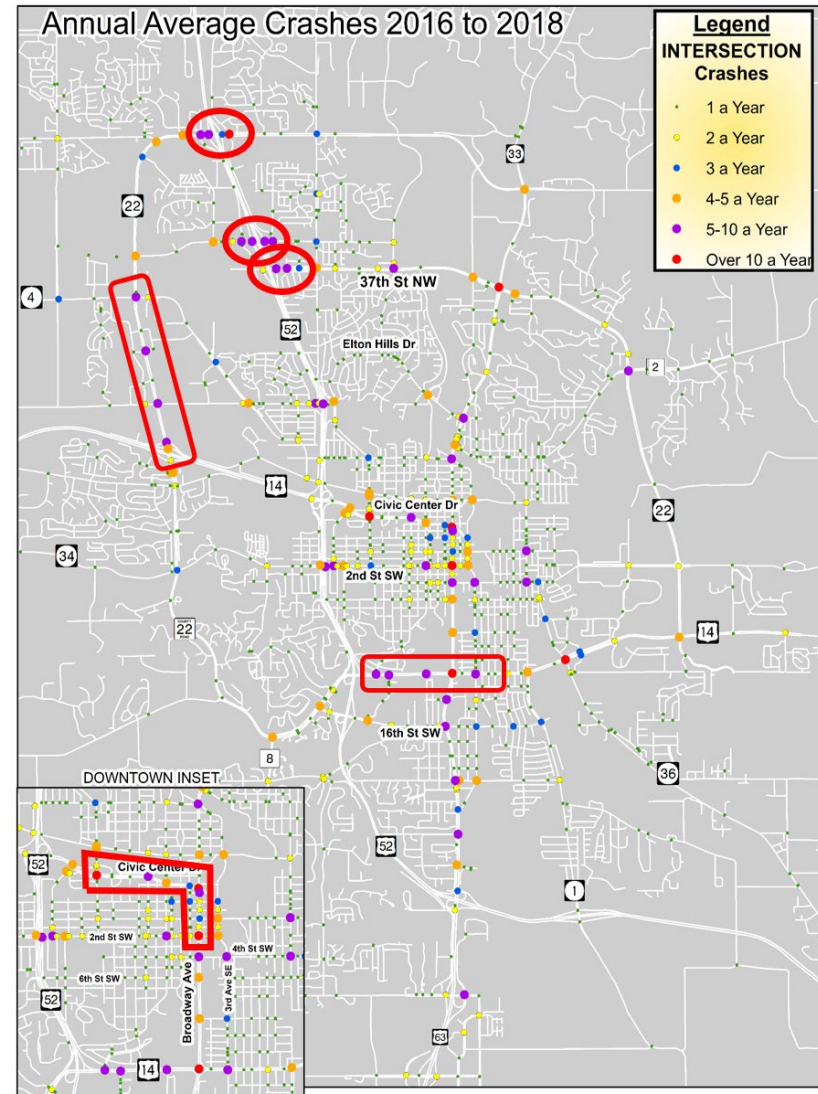 Annual Average Crashes 2016 to 2018
Legend
INTERSECTION
Crashes
1 a Year
2 a Year
3 a Year
4-5 a Year
5-10 a Year
Over 10 a Year
33
22
4
37th St NW
52
Elton Hills Dr
2
14
Civic Center Dr
22
34
2nd St SW
COUNTY
22
14
16th St SW
8
36
52
1
63
DOWNTOWN INSET
52
Civic Center Dr
2nd St SW
4th St SW
6th St SW
Broadway Ave
3rd Ave SE
52
14